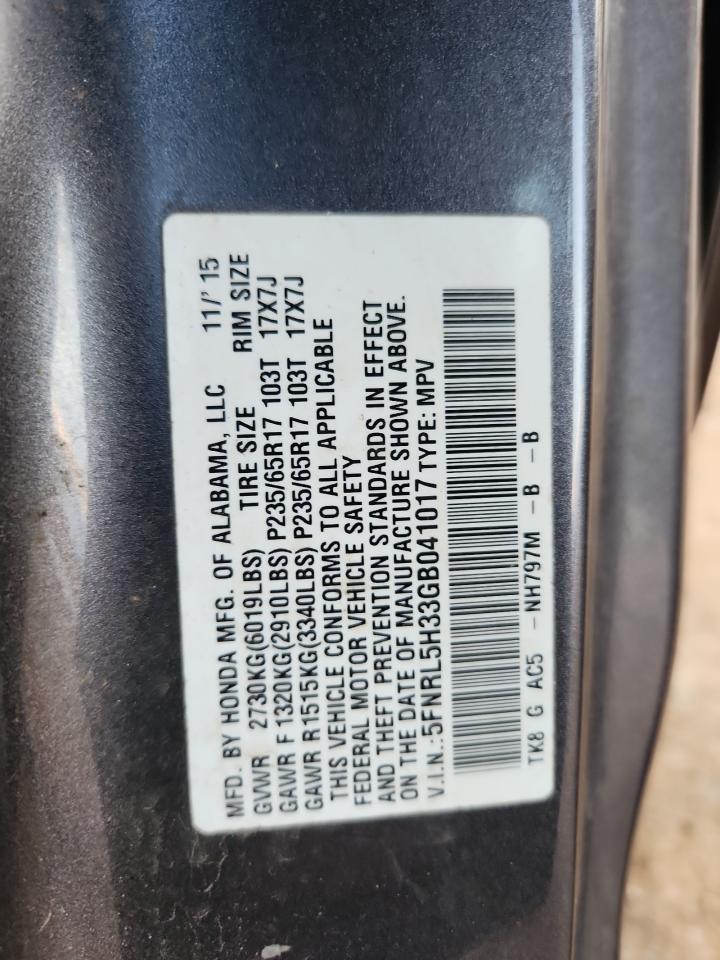 MFD. BY HONDA MFG. OF ALABAMA, LLC 11/'15
GVWR 2730KG(6019LBS) TIRE SIZE RIM SIZE
GAWR F 1320KG(2910LBS) P235/65R17 103T 17X7J
GAWR R1515KG(3340LBS) P235/65R17 103T 17X7J
THIS VEHICLE CONFORMS TO ALL APPLICABLE
FEDERAL MOTOR VEHICLE SAFETY
AND THEFT PREVENTION STANDARDS IN EFFECT
ON THE DATE OF MANUFACTURE SHOWN ABOVE.
V.I.N.:5FNRL5H33GB041017 TYPE: MPV
TK8 G AC5 -NH797M -B -B